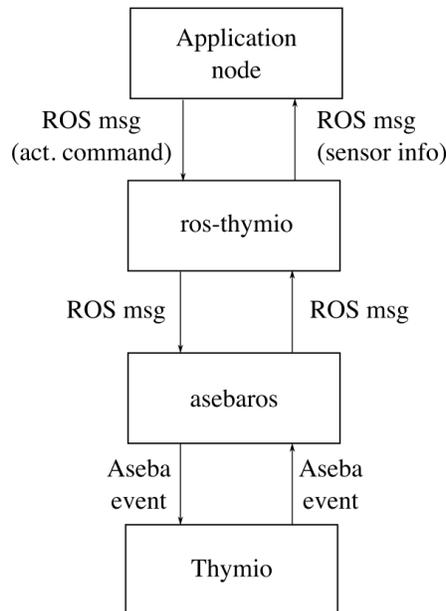 Application
node
ROS msg
(act. command)
ROS msg
(sensor info)
ros-thymio
ROS msg
ROS msg
asebaros
Aseba
event
Aseba
event
Thymio